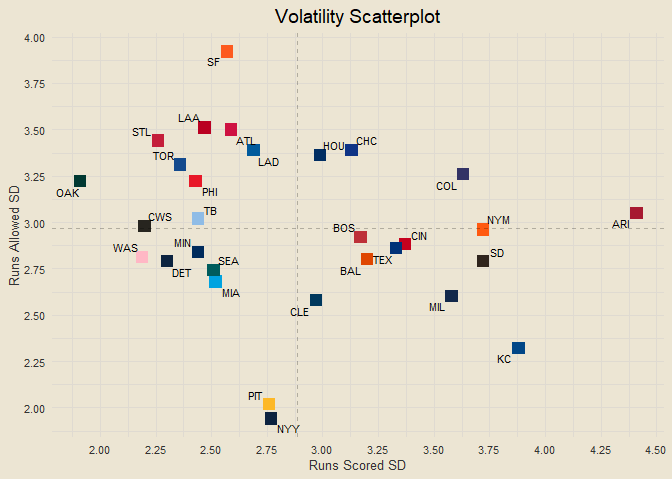 Volatility Scatterplot
4.00
SF
3.75
LAA
3.50
STL
ATL
HOU
CHC
TOR
LAD
3.25
OAK
PHI
COL
CWS
TB
NYM
ARI
3.00
BOS
CIN
WAS
MIN
SEA
TEX
SD
2.75
DET
BAL
MIA
CLE
MIL
2.50
KC
2.25
PIT
2.00
NYY
Runs Allowed SD
2.00
2.25
2.50
2.75
3.00
3.25
3.50
3.75
4.00
4.25
4.50
Runs Scored SD